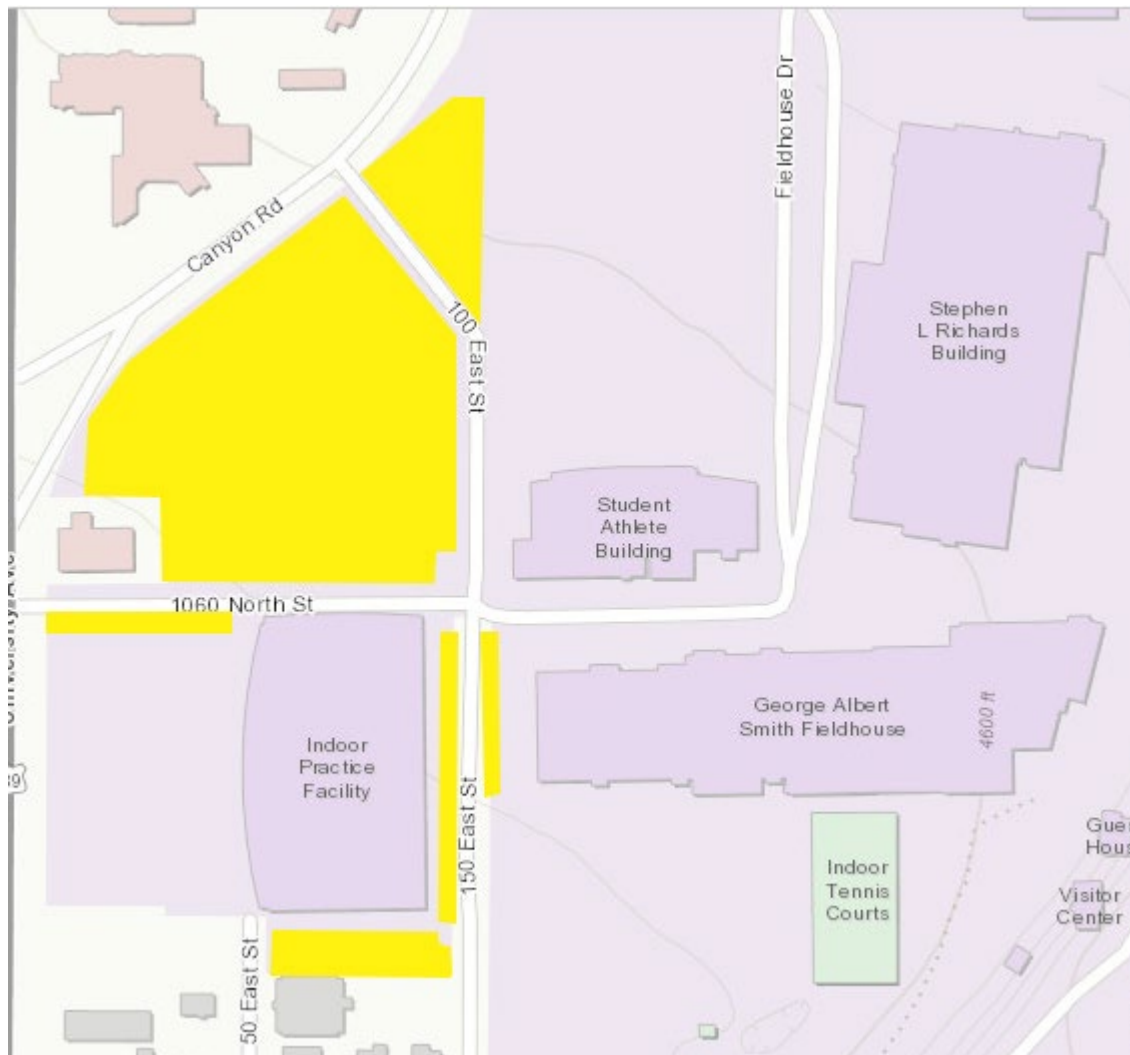 Fieldhouse Dr
Canyon Rd
100 East St
Stephen
L Richards
Building
Student
Athlete
Building
1060 North St
George Albert
Smith Fieldhouse
4600 ft
Indoor
Practice
Facility
150 East St
Indoor
Tennis
Courts
Visitor
Center
50 East St